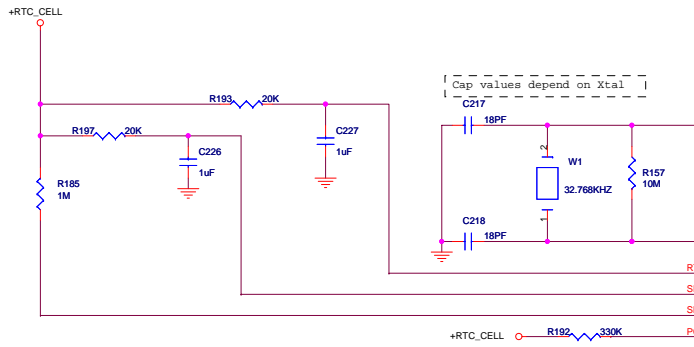 +RTC_CELL
R193
20K
Cap values depend on Xtal
C217
18PF
R197
20K
C226
1uF
C227
1uF
2
W1
32.768KHZ
1
R157
10M
R185
1M
C218
18PF
+RTC_CELL
R192
330K